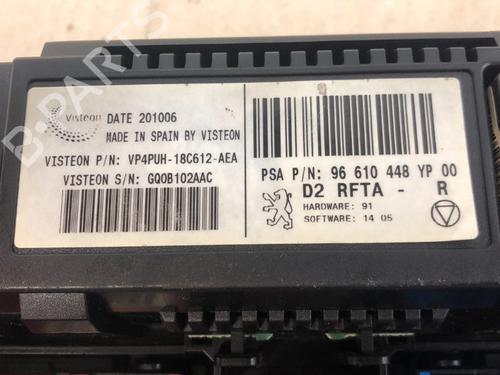 Visteon DATE 201006
MADE IN SPAIN BY VISTEON
VISTEON P/N: VP4PUH-18C612-AEA
VISTEON S/N: GQ0B102AAC
PSA P/N: 96 610 448 YP 00
D2 RFTA - R
HARDWARE: 91
SOFTWARE: 14 05
B-PARTS